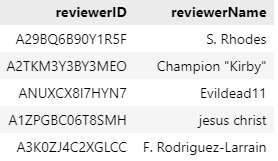 reviewerID reviewerName
A29BQ6B90Y1R5F S. Rhodes
A2TKM3Y3BY3MEO Champion "Kirby"
ANUXCX8I7HYN7 Evildead11
A1ZPGBC06T8SMH jesus christ
A3K0ZJ4C2XGLCC F. Rodriguez-Larrain